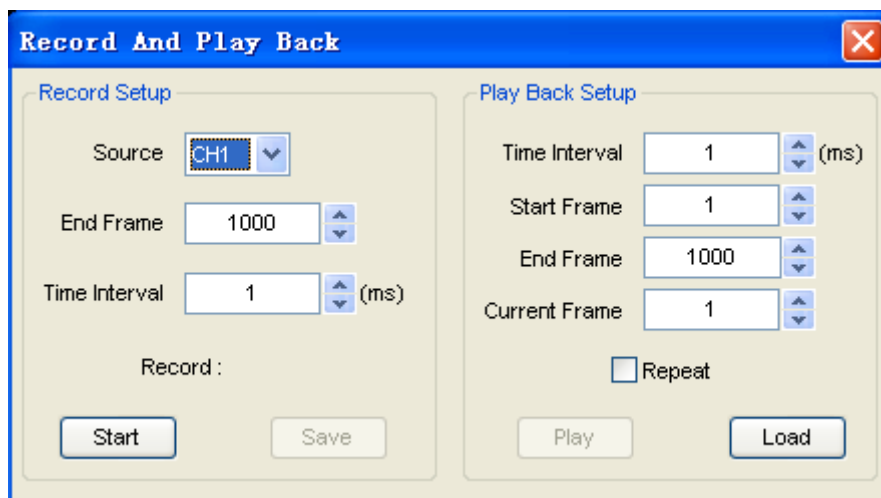 Record And Play Back
Record Setup
Source CH1
End Frame 1000
Time Interval 1 (ms)
Record :
Start Save
Play Back Setup
Time Interval 1 (ms)
Start Frame 1
End Frame 1000
Current Frame 1
Repeat
Play Load